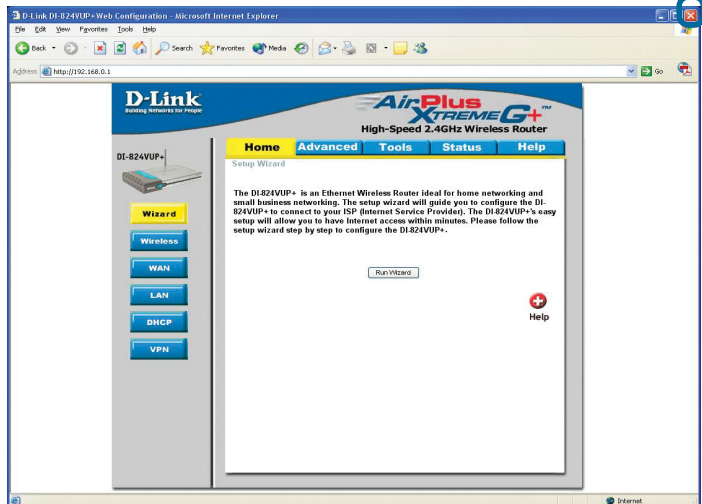 D-Link DI-824VUP+ Web Configuration - Microsoft Internet Explorer
File Edit View Favorites Tools Help
Back Search Favorites Media
Address http://192.168.0.1 Go
D-Link
Building Networks for People
AirPlus
XTREME G+™
High-Speed 2.4GHz Wireless Router
DI-824VUP+
Home Advanced Tools Status Help
Setup Wizard
The DI-824VUP+ is an Ethernet Wireless Router ideal for home networking and
small business networking. The setup wizard will guide you to configure the DI-
824VUP+ to connect to your ISP (Internet Service Provider). The DI-824VUP+'s easy
setup will allow you to have Internet access within minutes. Please follow the
setup wizard step by step to configure the DI-824VUP+.
Run Wizard
Help
Wizard
Wireless
WAN
LAN
DHCP
VPN
Internet